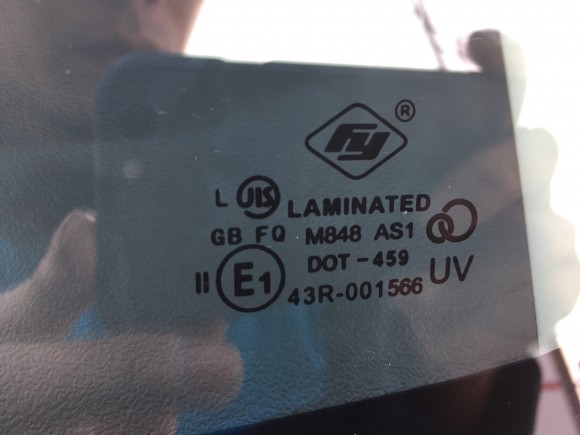 FY ®
L JIS LAMINATED
GB FQ M848 AS1
DOT-459
II E1 43R-001566 UV